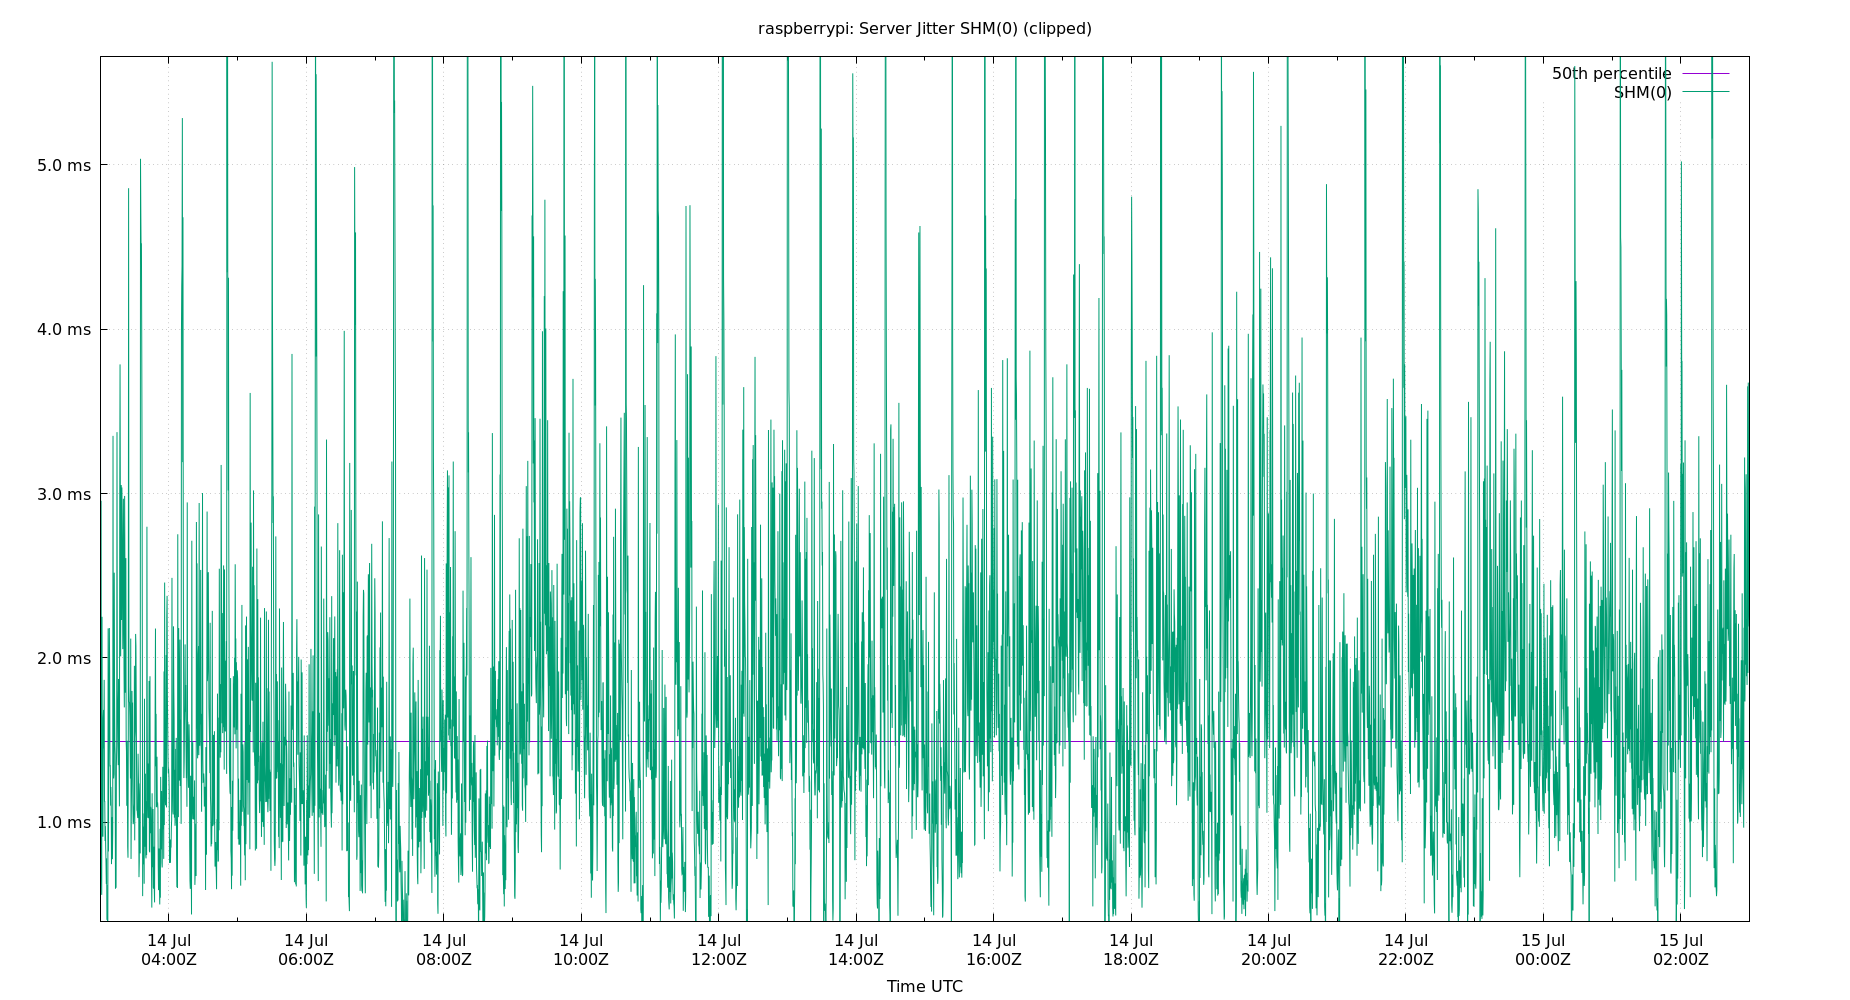 raspberrypi: Server Jitter SHM(0) (clipped)
50th percentile
SHM(0)
5.0 ms
4.0 ms
3.0 ms
2.0 ms
1.0 ms
14 Jul 14 Jul 14 Jul 14 Jul 14 Jul 14 Jul 14 Jul 14 Jul 14 Jul 14 Jul 15 Jul 15 Jul
04:00Z 06:00Z 08:00Z 10:00Z 12:00Z 14:00Z 16:00Z 18:00Z 20:00Z 22:00Z 00:00Z 02:00Z
Time UTC